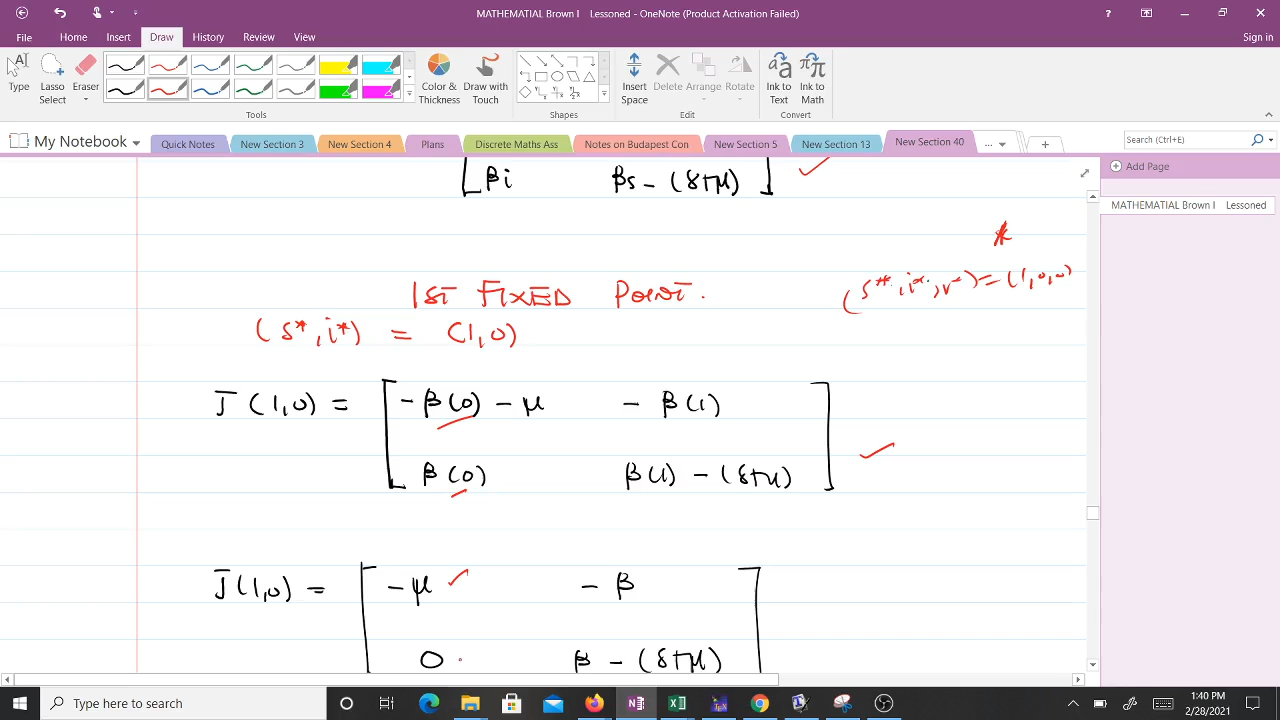 MATHEMATIAL Brown I Lessoned - OneNote (Product Activation Failed)
File Home Insert Draw History Review View Sign in
Type Lasso Select Eraser Color & Thickness Draw with Touch Insert Space Delete Arrange Rotate Ink to Text Ink to Math
Tools Shapes Edit Convert
My Notebook Quick Notes New Section 3 New Section 4 Plans Discrete Maths Ass Notes on Budapest Con New Section 5 New Section 13 New Section 40 ... + Search (Ctrl+E)
Add Page
MATHEMATIAL Brown I Lessoned
βi βs - (δ+μ)
*
1ST FIXED POINT.
(s*, i*, r*) = (1,0,0)
(s*, i*) = (1,0)
J(1,0) = [ -β(0) - μ -β(1)
β(0) β(1) - (δ+μ) ]
J(1,0) = [ -μ -β
0 β - (δ+μ) ]
Type here to search
1:40 PM
2/28/2021